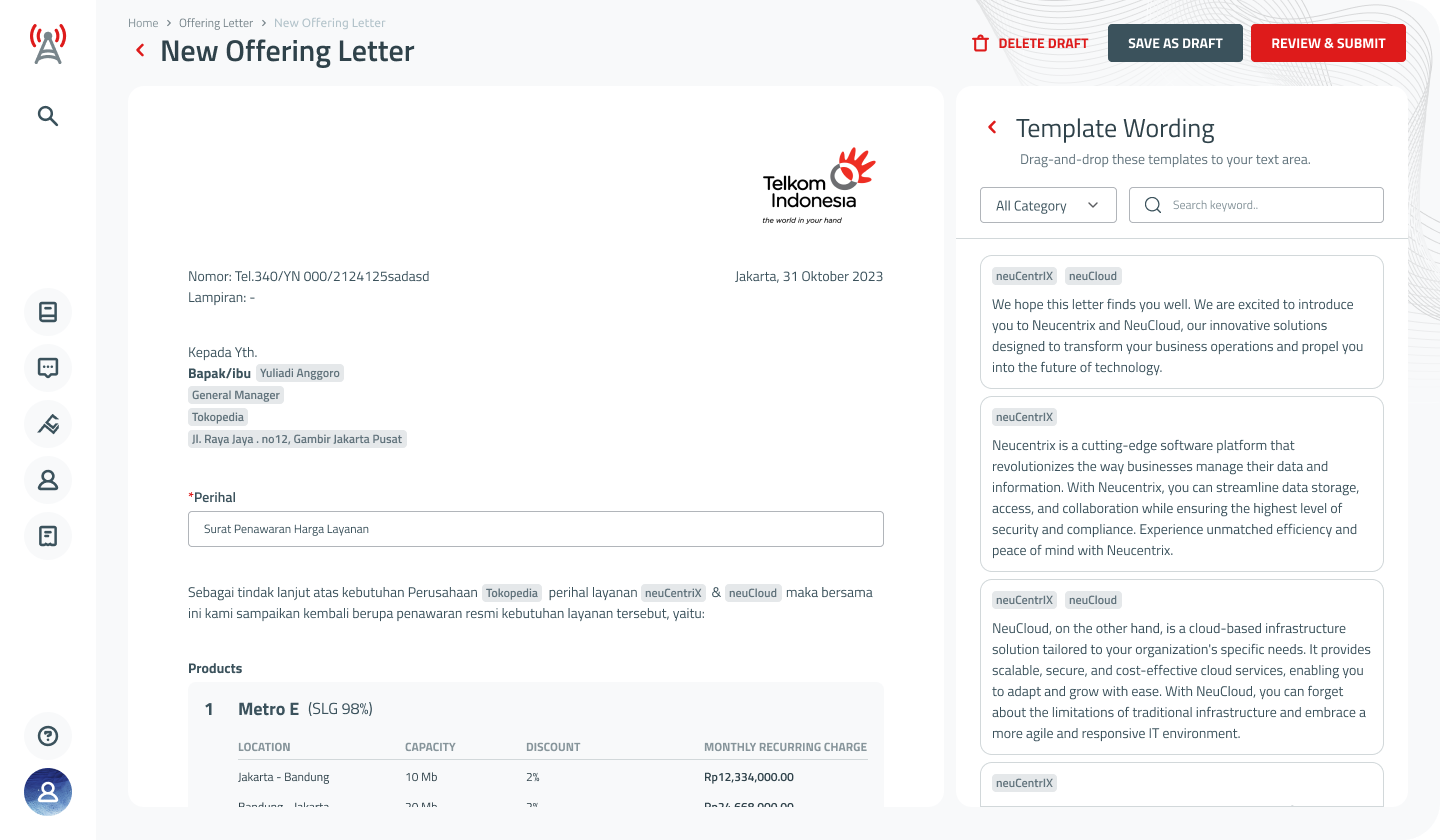 Home > Offering Letter > New Offering Letter
New Offering Letter
DELETE DRAFT
SAVE AS DRAFT
REVIEW & SUBMIT
Telkom
Indonesia
the world in your hand
Nomor: Tel.340/YN 000/2124125sadasd
Jakarta, 31 Oktober 2023
Lampiran: -
Kepada Yth.
Bapak/ibu Yuliadi Anggoro
General Manager
Tokopedia
Jl. Raya Jaya . no12, Gambir Jakarta Pusat
*Perihal
Surat Penawaran Harga Layanan
Sebagai tindak lanjut atas kebutuhan Perusahaan Tokopedia perihal layanan neuCentriX & neuCloud maka bersama
ini kami sampaikan kembali berupa penawaran resmi kebutuhan layanan tersebut, yaitu:
Products
1 Metro E (SLG 98%)
LOCATION CAPACITY DISCOUNT MONTHLY RECURRING CHARGE
Jakarta - Bandung 10 Mb 2% Rp12,334,000.00
Bandung - Jakarta 20 Mb 2% Rp24,668,000.00
Template Wording
Drag-and-drop these templates to your text area.
All Category
Search keyword..
neuCentrIX neuCloud
We hope this letter finds you well. We are excited to introduce
you to Neucentrix and NeuCloud, our innovative solutions
designed to transform your business operations and propel you
into the future of technology.
neuCentrIX
Neucentrix is a cutting-edge software platform that
revolutionizes the way businesses manage their data and
information. With Neucentrix, you can streamline data storage,
access, and collaboration while ensuring the highest level of
security and compliance. Experience unmatched efficiency and
peace of mind with Neucentrix.
neuCentrIX neuCloud
NeuCloud, on the other hand, is a cloud-based infrastructure
solution tailored to your organization's specific needs. It provides
scalable, secure, and cost-effective cloud services, enabling you
to adapt and grow with ease. With NeuCloud, you can forget
about the limitations of traditional infrastructure and embrace a
more agile and responsive IT environment.
neuCentrIX